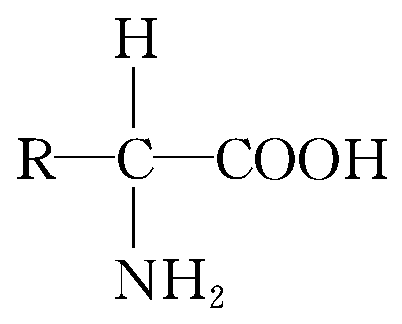 H
R—C—COOH
NH₂